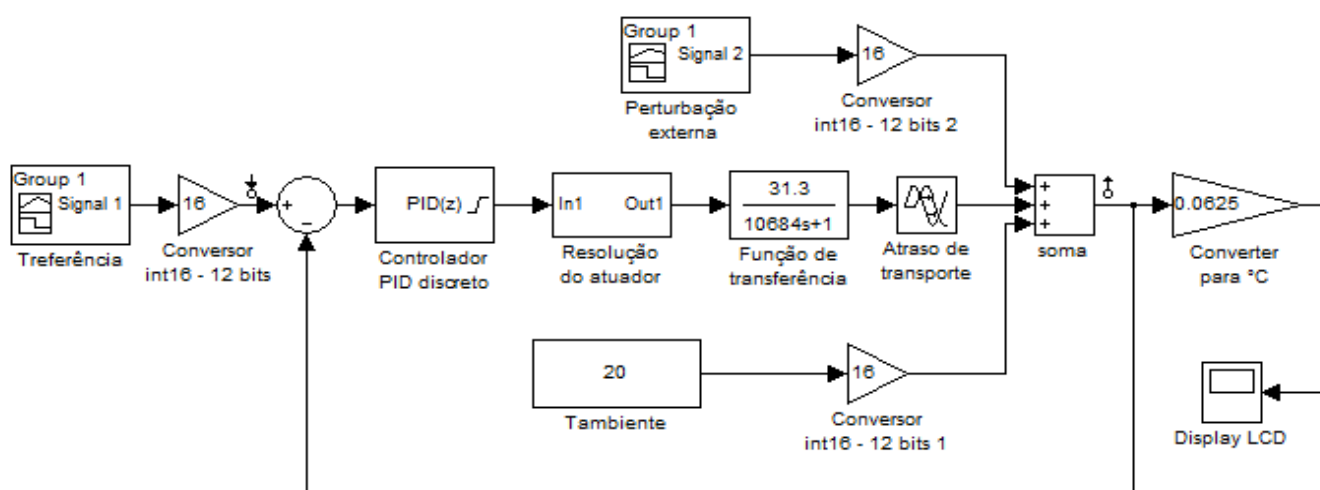 Group 1
Signal 2
Perturbação
externa
16
Conversor
int16 - 12 bits 2
Group 1
Signal 1
Treferência
16
Conversor
int16 - 12 bits
+
−
PID(z)
Controlador
PID discreto
In1
Out1
Resolução
do atuador
31.3
10684s+1
Função de
transferência
Atraso de
transporte
+
+
+
soma
0.0625
Converter
para °C
20
Tambiente
16
Conversor
int16 - 12 bits 1
Display LCD